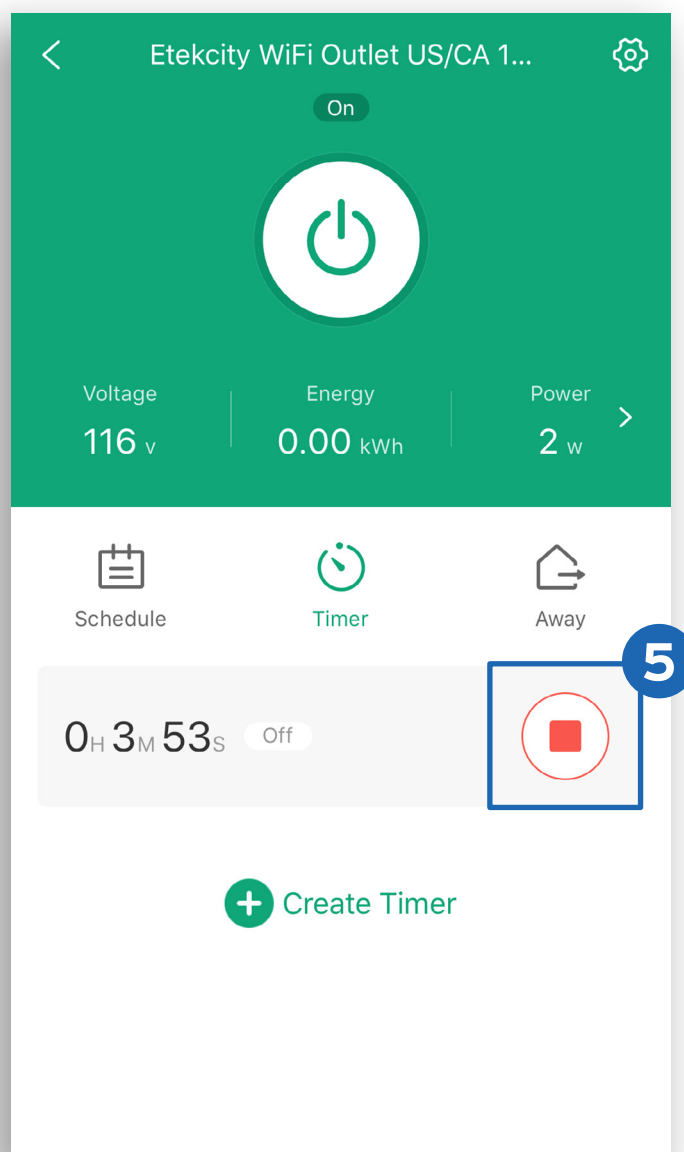 Etekcity WiFi Outlet US/CA 1...
On
Voltage Energy Power
116 v 0.00 kWh 2 w
Schedule Timer Away
5
0H 3M 53S Off
Create Timer